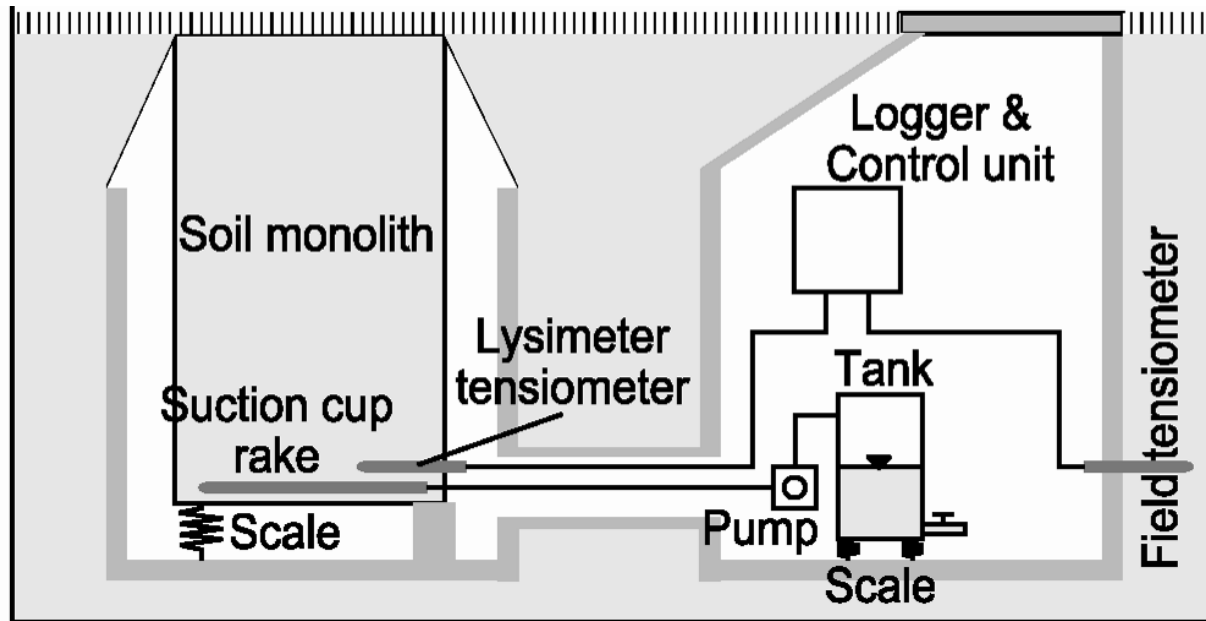 Logger &
Control unit
Soil monolith
Lysimeter
tensiometer
Tank
Suction cup
rake
Field tensiometer
Pump
Scale
Scale